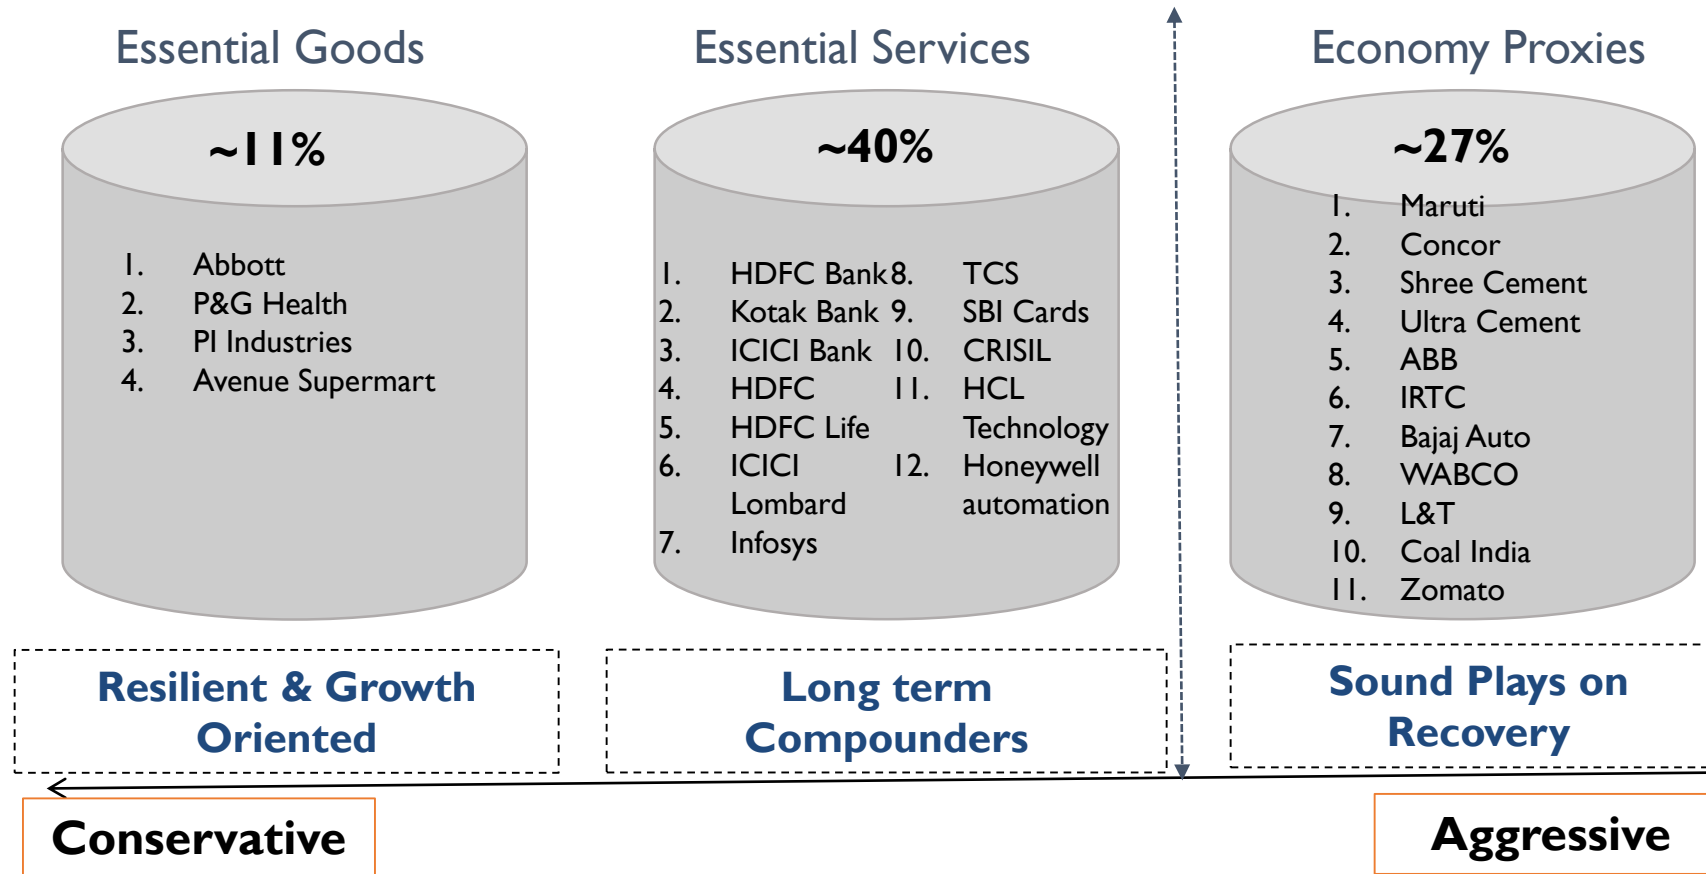 Essential Goods
~11%
1. Abbott
2. P&G Health
3. PI Industries
4. Avenue Supermart
Resilient & Growth
Oriented
Essential Services
~40%
1. HDFC Bank
2. Kotak Bank
3. ICICI Bank
4. HDFC
5. HDFC Life
6. ICICI
Lombard
7. Infosys
8. TCS
9. SBI Cards
10. CRISIL
11. HCL
Technology
12. Honeywell
automation
Long term
Compounders
Economy Proxies
~27%
1. Maruti
2. Concor
3. Shree Cement
4. Ultra Cement
5. ABB
6. IRTC
7. Bajaj Auto
8. WABCO
9. L&T
10. Coal India
11. Zomato
Sound Plays on
Recovery
Conservative
Aggressive